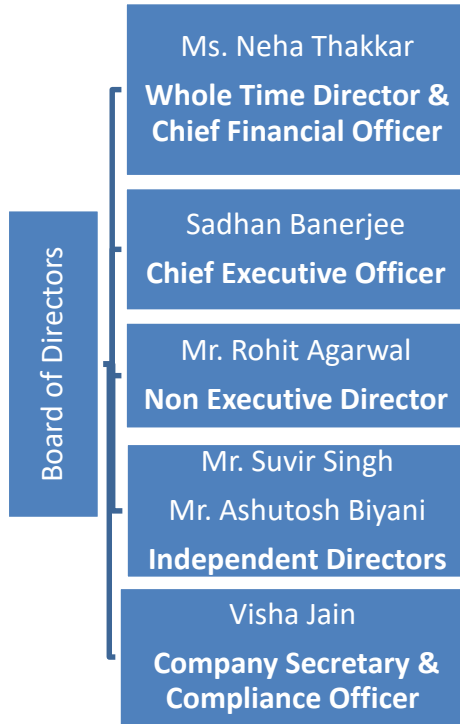 Board of Directors
Ms. Neha Thakkar
Whole Time Director &
Chief Financial Officer
Sadhan Banerjee
Chief Executive Officer
Mr. Rohit Agarwal
Non Executive Director
Mr. Suvir Singh
Mr. Ashutosh Biyani
Independent Directors
Visha Jain
Company Secretary &
Compliance Officer